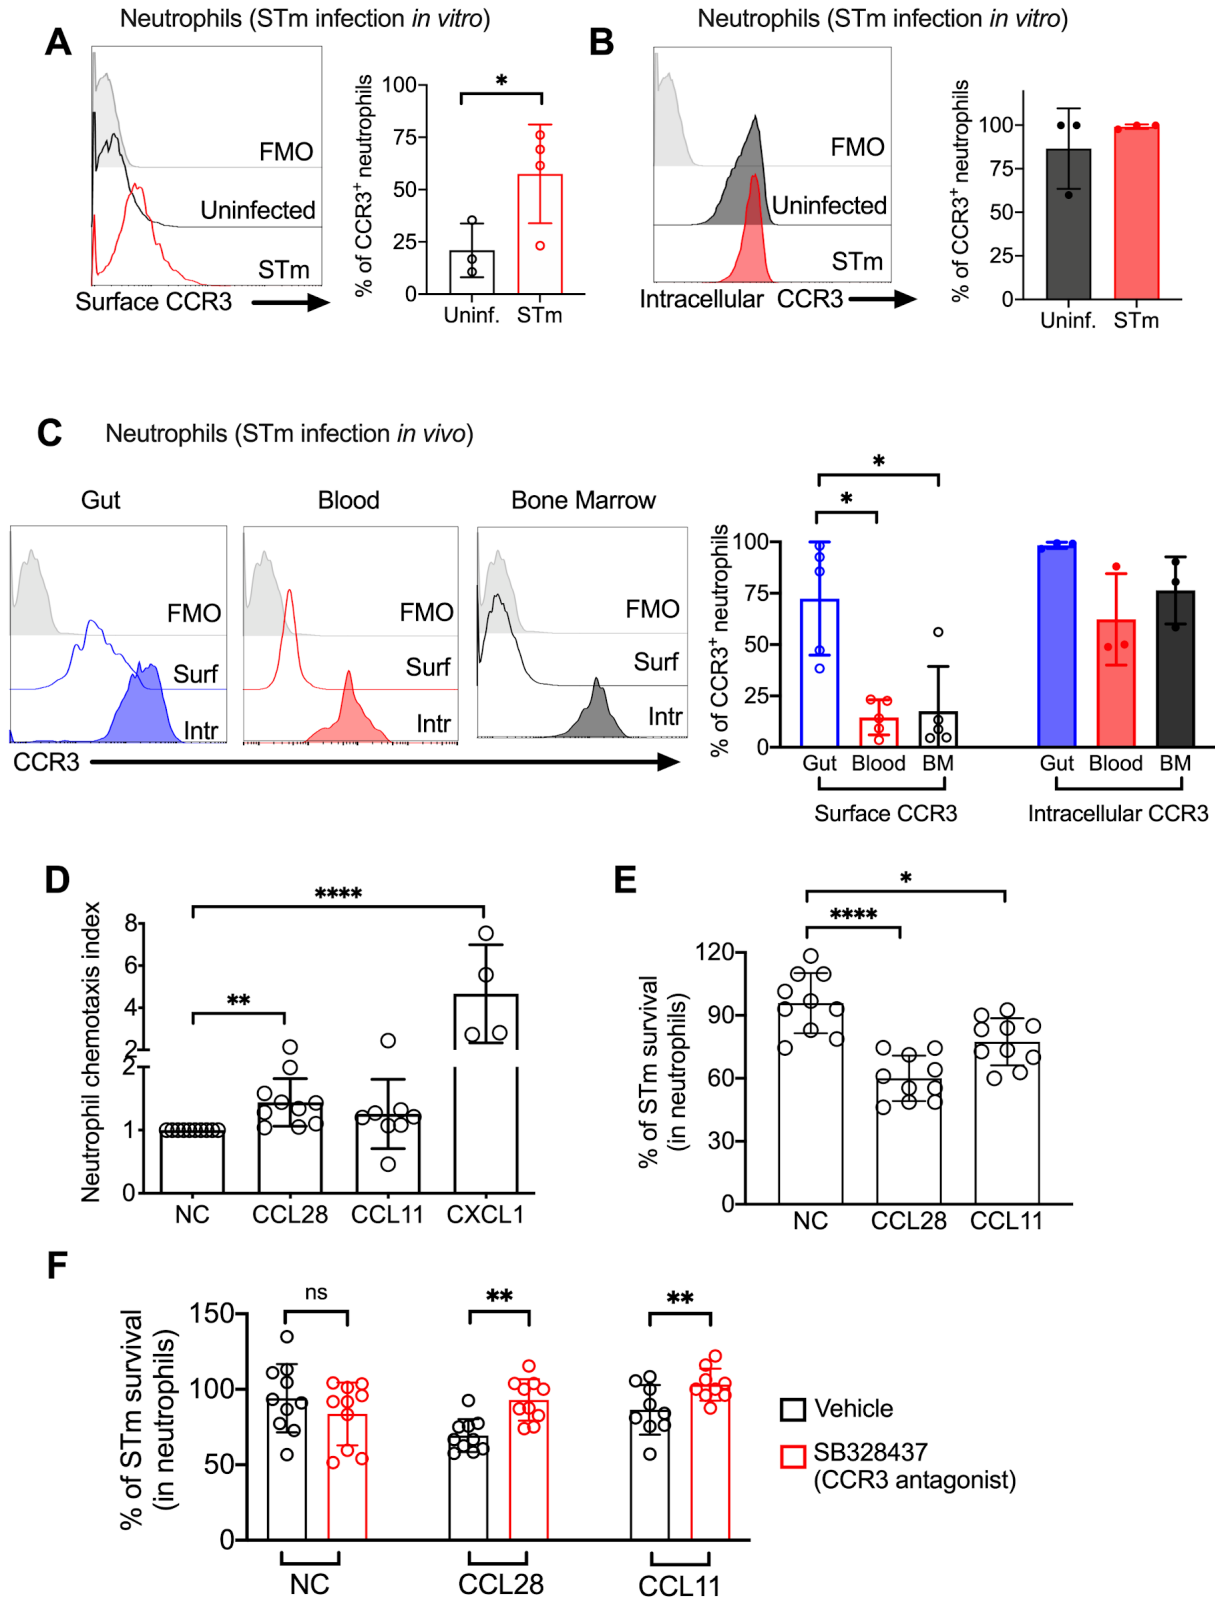 Neutrophils (STm infection in vitro)
A
FMO
Uninfected
STm
Surface CCR3
% of CCR3+ neutrophils
100
75
50
25
0
*
Uninf. STm
Neutrophils (STm infection in vitro)
B
FMO
Uninfected
STm
Intracellular CCR3
% of CCR3+ neutrophils
100
75
50
25
0
Uninf. STm
C Neutrophils (STm infection in vivo)
Gut
FMO
Surf
Intr
Blood
FMO
Surf
Intr
Bone Marrow
FMO
Surf
Intr
CCR3
% of CCR3+ neutrophils
100
75
50
25
0
*
*
Gut Blood BM Gut Blood BM
Surface CCR3 Intracellular CCR3
D
Neutrophil chemotaxis index
8
6
4
2
2
1
0
****
**
NC CCL28 CCL11 CXCL1
E
% of STm survival
(in neutrophils)
120
90
60
30
0
*
****
NC CCL28 CCL11
F
% of STm survival
(in neutrophils)
150
100
50
0
ns ** **
NC CCL28 CCL11
Vehicle
SB328437
(CCR3 antagonist)